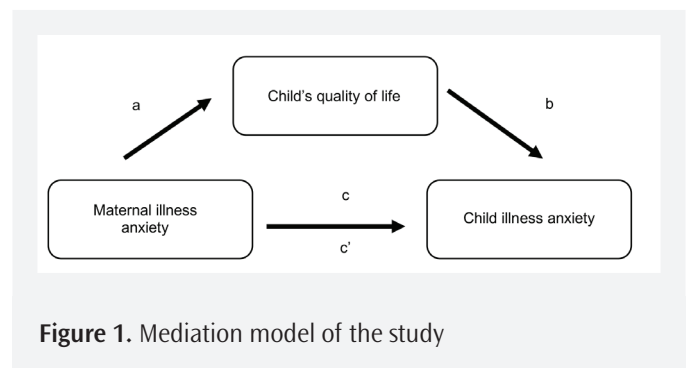 Child's quality of life
a
b
Maternal illness
anxiety
c
Child illness anxiety
c'
Figure 1. Mediation model of the study